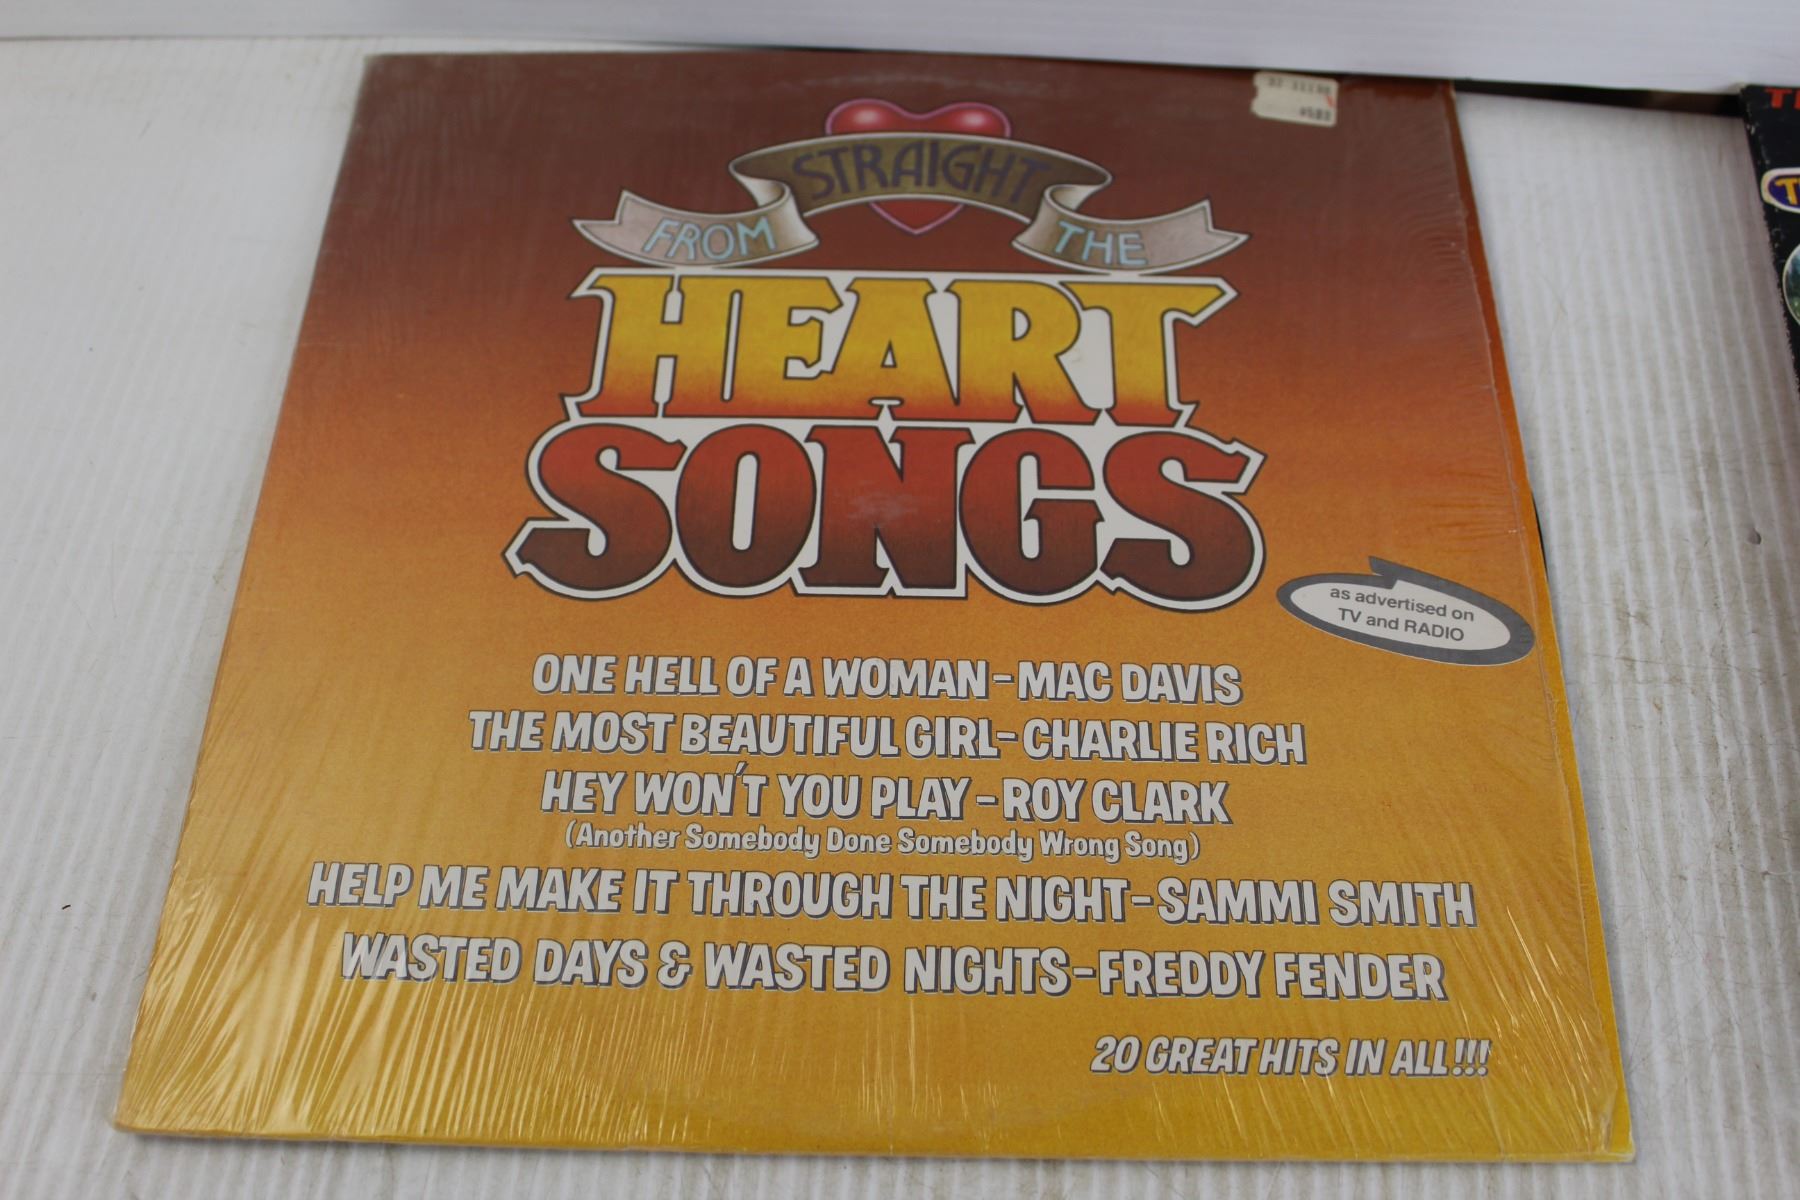 STRAIGHT
FROM THE
HEART
SONGS
as advertised on
TV and RADIO
ONE HELL OF A WOMAN-MAC DAVIS
THE MOST BEAUTIFUL GIRL-CHARLIE RICH
HEY WON'T YOU PLAY-ROY CLARK
(Another Somebody Done Somebody Wrong Song)
HELP ME MAKE IT THROUGH THE NIGHT-SAMMI SMITH
WASTED DAYS & WASTED NIGHTS-FREDDY FENDER
20 GREAT HITS IN ALL!!!